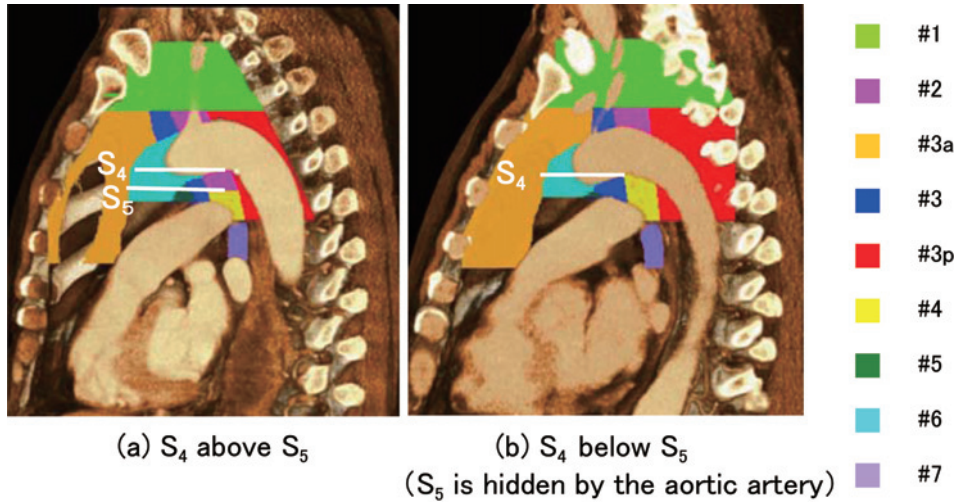 S4
S5
S4
(a) S4 above S5
(b) S4 below S5
(S5 is hidden by the aortic artery)
#1
#2
#3a
#3
#3p
#4
#5
#6
#7